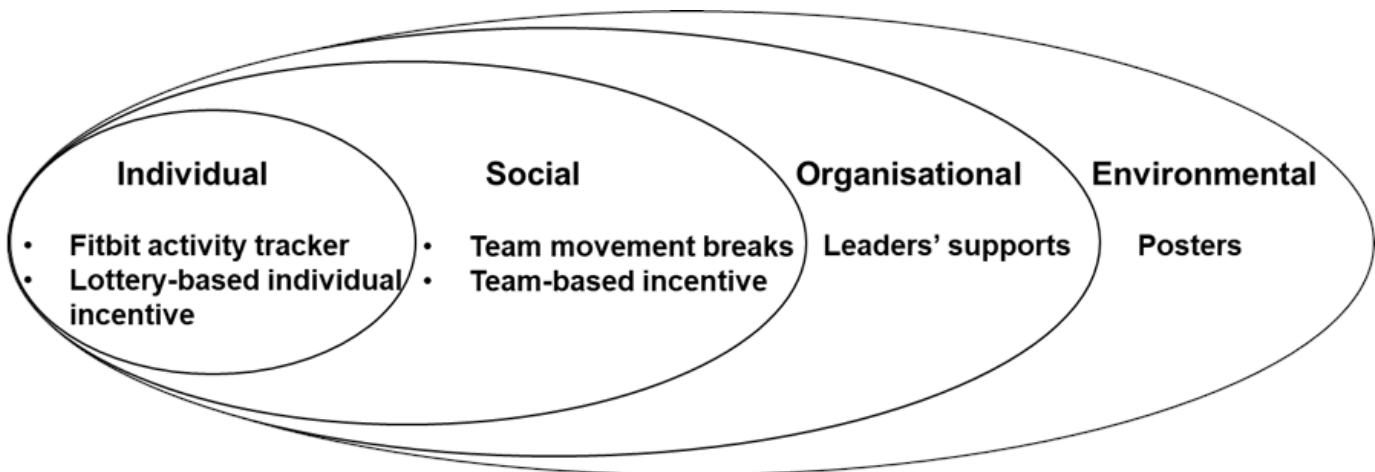 Individual
• Fitbit activity tracker
• Lottery-based individual
incentive
Social
• Team movement breaks
• Team-based incentive
Organisational
Leaders’ supports
Environmental
Posters